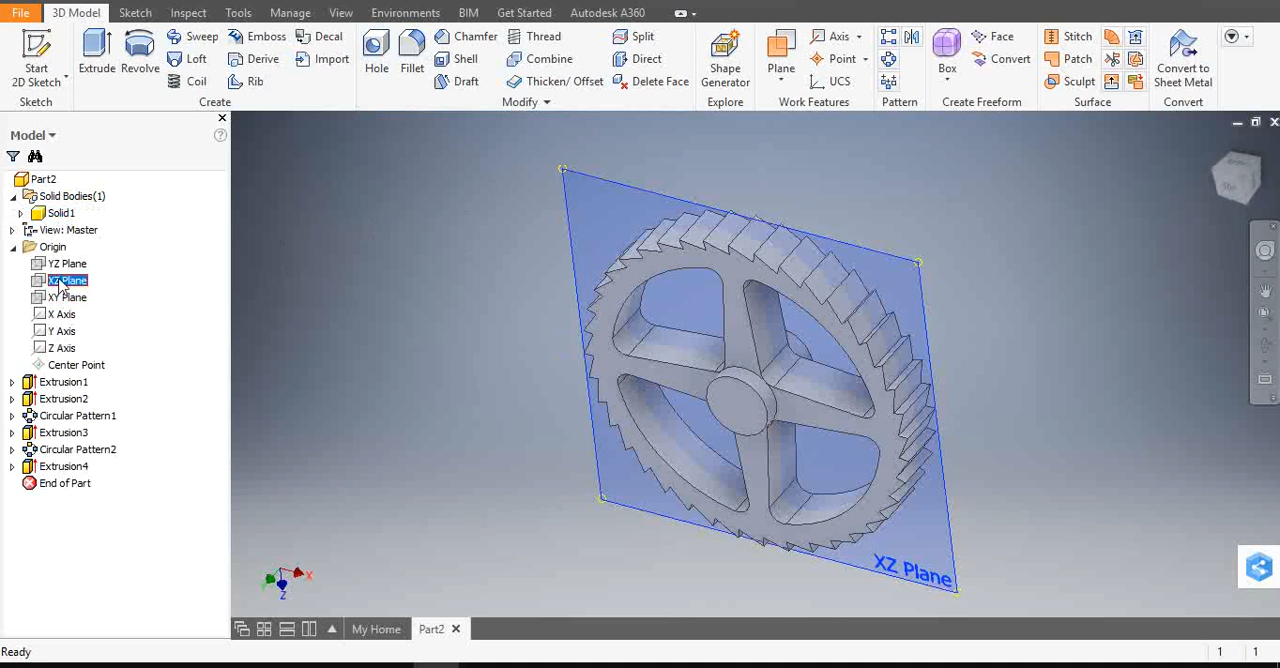 File 3D Model Sketch Inspect Tools Manage View Environments BIM Get Started Autodesk A360
Start
2D Sketch
Sketch
Extrude
Revolve
Sweep
Loft
Coil
Emboss
Derive
Rib
Decal
Import
Create
Hole
Fillet
Chamfer
Shell
Draft
Thread
Combine
Thicken/ Offset
Split
Direct
Delete Face
Modify
Shape
Generator
Explore
Plane
Axis
Point
UCS
Work Features
Pattern
Box
Face
Convert
Create Freeform
Stitch
Patch
Sculpt
Surface
Convert to
Sheet Metal
Convert
Model
Part2
Solid Bodies(1)
Solid1
View: Master
Origin
YZ Plane
XZ Plane
XY Plane
X Axis
Y Axis
Z Axis
Center Point
Extrusion1
Extrusion2
Circular Pattern1
Extrusion3
Circular Pattern2
Extrusion4
End of Part
XZ Plane
X
Z
My Home
Part2
Ready
1 1